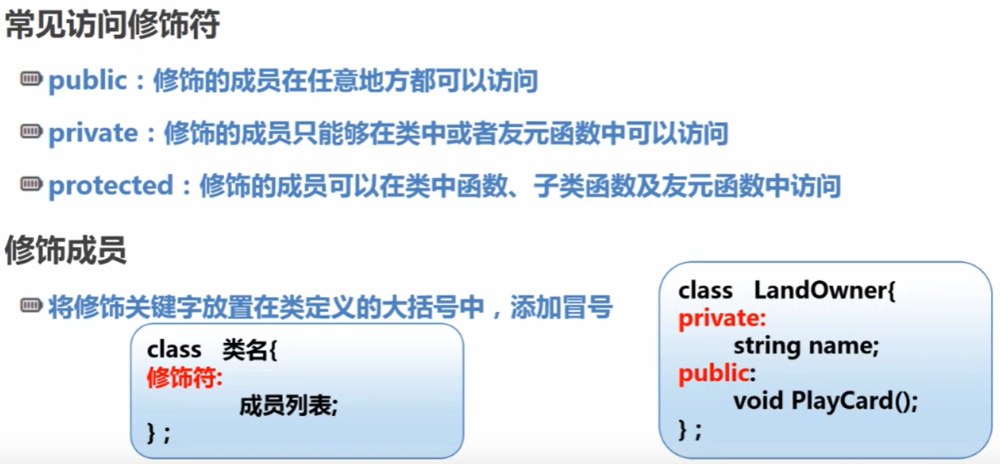 常见访问修饰符
public：修饰的成员在任意地方都可以访问
private：修饰的成员只能够在类中或者友元函数中可以访问
protected：修饰的成员可以在类中函数、子类函数及友元函数中访问
修饰成员
将修饰关键字放置在类定义的大括号中，添加冒号
class 类名{
修饰符:
成员列表;
} ;
class LandOwner{
private:
string name;
public:
void PlayCard();
} ;